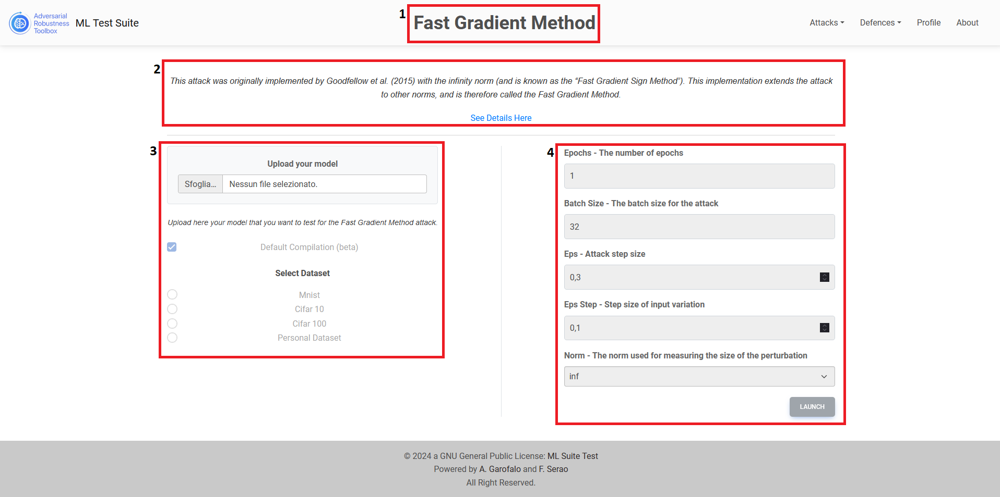 Adversarial
Robustness
Toolbox
ML Test Suite
1
Fast Gradient Method
Attacks
Defences
Profile
About
2
This attack was originally implemented by Goodfellow et al. (2015) with the infinity norm (and is known as the “Fast Gradient Sign Method”). This implementation extends the attack
to other norms, and is therefore called the Fast Gradient Method.
See Details Here
3
Upload your model
Sfoglia... Nessun file selezionato.
Upload here your model that you want to test for the Fast Gradient Method attack.
Default Compilation (beta)
Select Dataset
Mnist
Cifar 10
Cifar 100
Personal Dataset
4
Epochs - The number of epochs
1
Batch Size - The batch size for the attack
32
Eps - Attack step size
0,3
Eps Step - Step size of input variation
0,1
Norm - The norm used for measuring the size of the perturbation
inf
LAUNCH
© 2024 a GNU General Public License: ML Suite Test
Powered by A. Garofalo and F. Serao
All Right Reserved.